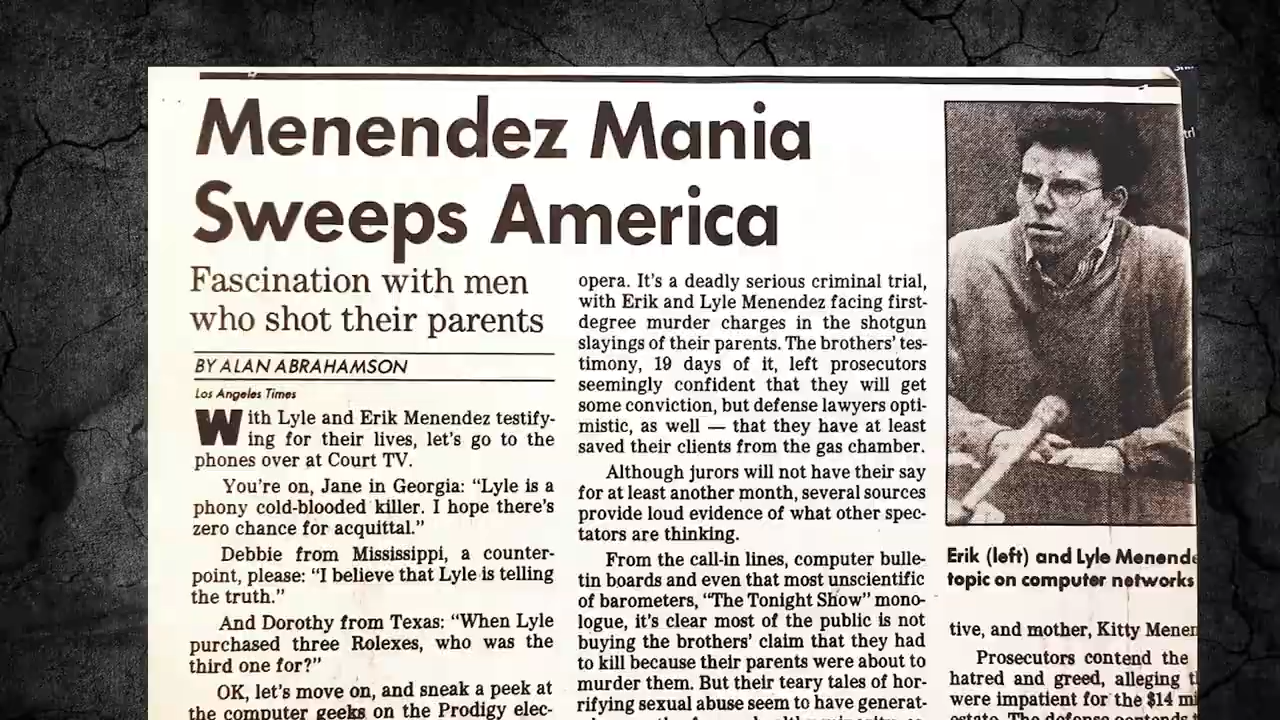 Menendez Mania
Sweeps America
Fascination with men
who shot their parents
BY ALAN ABRAHAMSON
Los Angeles Times
With Lyle and Erik Menendez testify-
ing for their lives, let's go to the
phones over at Court TV.
You're on, Jane in Georgia: “Lyle is a
phony cold-blooded killer. I hope there's
zero chance for acquittal.”
Debbie from Mississippi, a counter-
point, please: “I believe that Lyle is telling
the truth.”
And Dorothy from Texas: “When Lyle
purchased three Rolexes, who was the
third one for?”
OK, let's move on, and sneak a peek at
the computer geeks on the Prodigy elec-
opera. It's a deadly serious criminal trial,
with Erik and Lyle Menendez facing first-
degree murder charges in the shotgun
slayings of their parents. The brothers' tes-
timony, 19 days of it, left prosecutors
seemingly confident that they will get
some conviction, but defense lawyers opti-
mistic, as well — that they have at least
saved their clients from the gas chamber.
Although jurors will not have their say
for at least another month, several sources
provide loud evidence of what other spec-
tators are thinking.
From the call-in lines, computer bulle-
tin boards and even that most unscientific
of barometers, “The Tonight Show” mono-
logue, it's clear most of the public is not
buying the brothers' claim that they had
to kill because their parents were about to
murder them. But their teary tales of hor-
rifying sexual abuse seem to have generat-
Erik (left) and Lyle Menende
topic on computer networks
tive, and mother, Kitty Menen
Prosecutors contend the
hatred and greed, alleging t
were impatient for the $14 mi